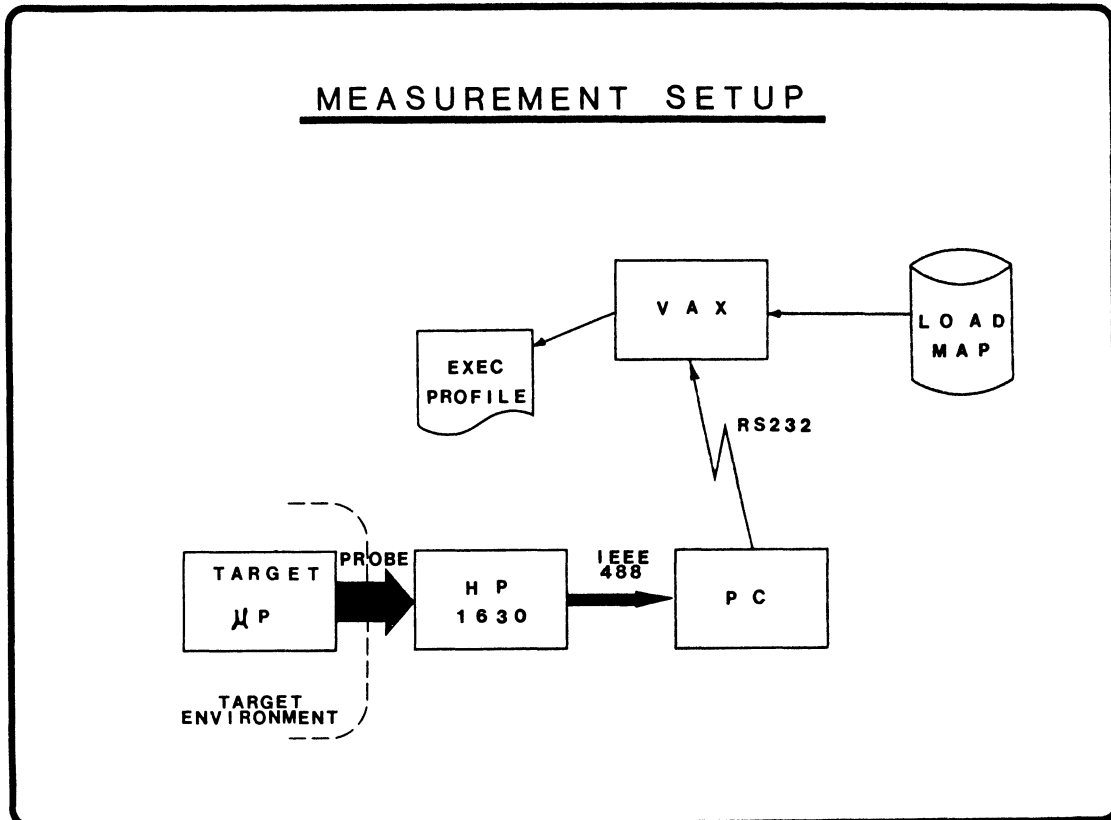 MEASUREMENT SETUP
VAX
LOAD
MAP
EXEC
PROFILE
RS232
TARGET
μP
PROBE
HP
1630
IEEE
488
PC
TARGET
ENVIRONMENT